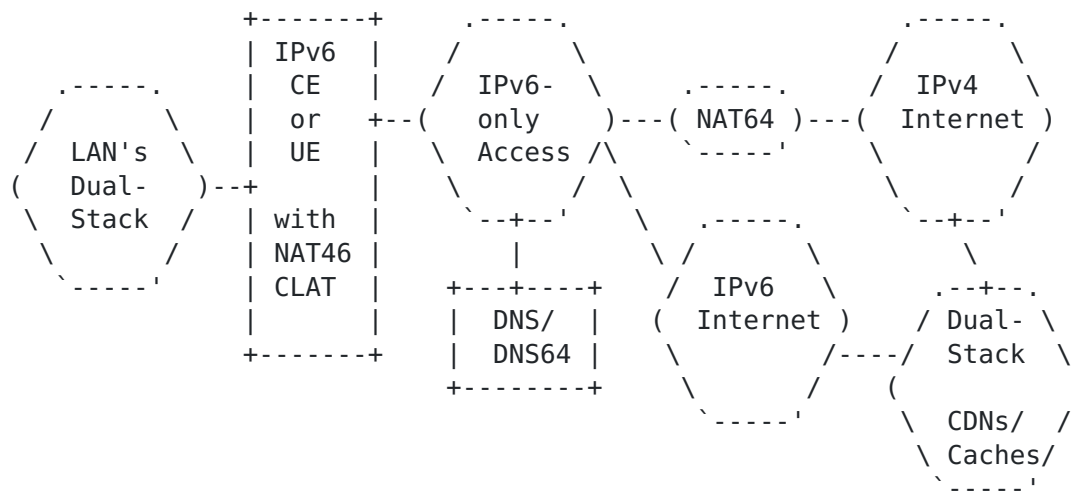 IPv6
CE
or
UE
with
NAT46
CLAT
LAN's
Dual-
Stack
IPv6-
only
Access
NAT64
IPv4
Internet
DNS/
DNS64
IPv6
Internet
Dual-
Stack
CDNs/
Caches